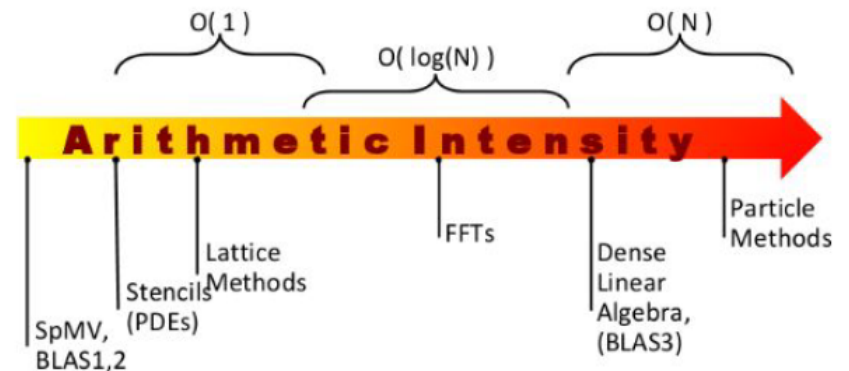 O( 1 )
O( log(N) )
O( N )
Arithmetic Intensity
SpMV,
BLAS1,2
Stencils
(PDEs)
Lattice
Methods
FFTs
Dense
Linear
Algebra,
(BLAS3)
Particle
Methods